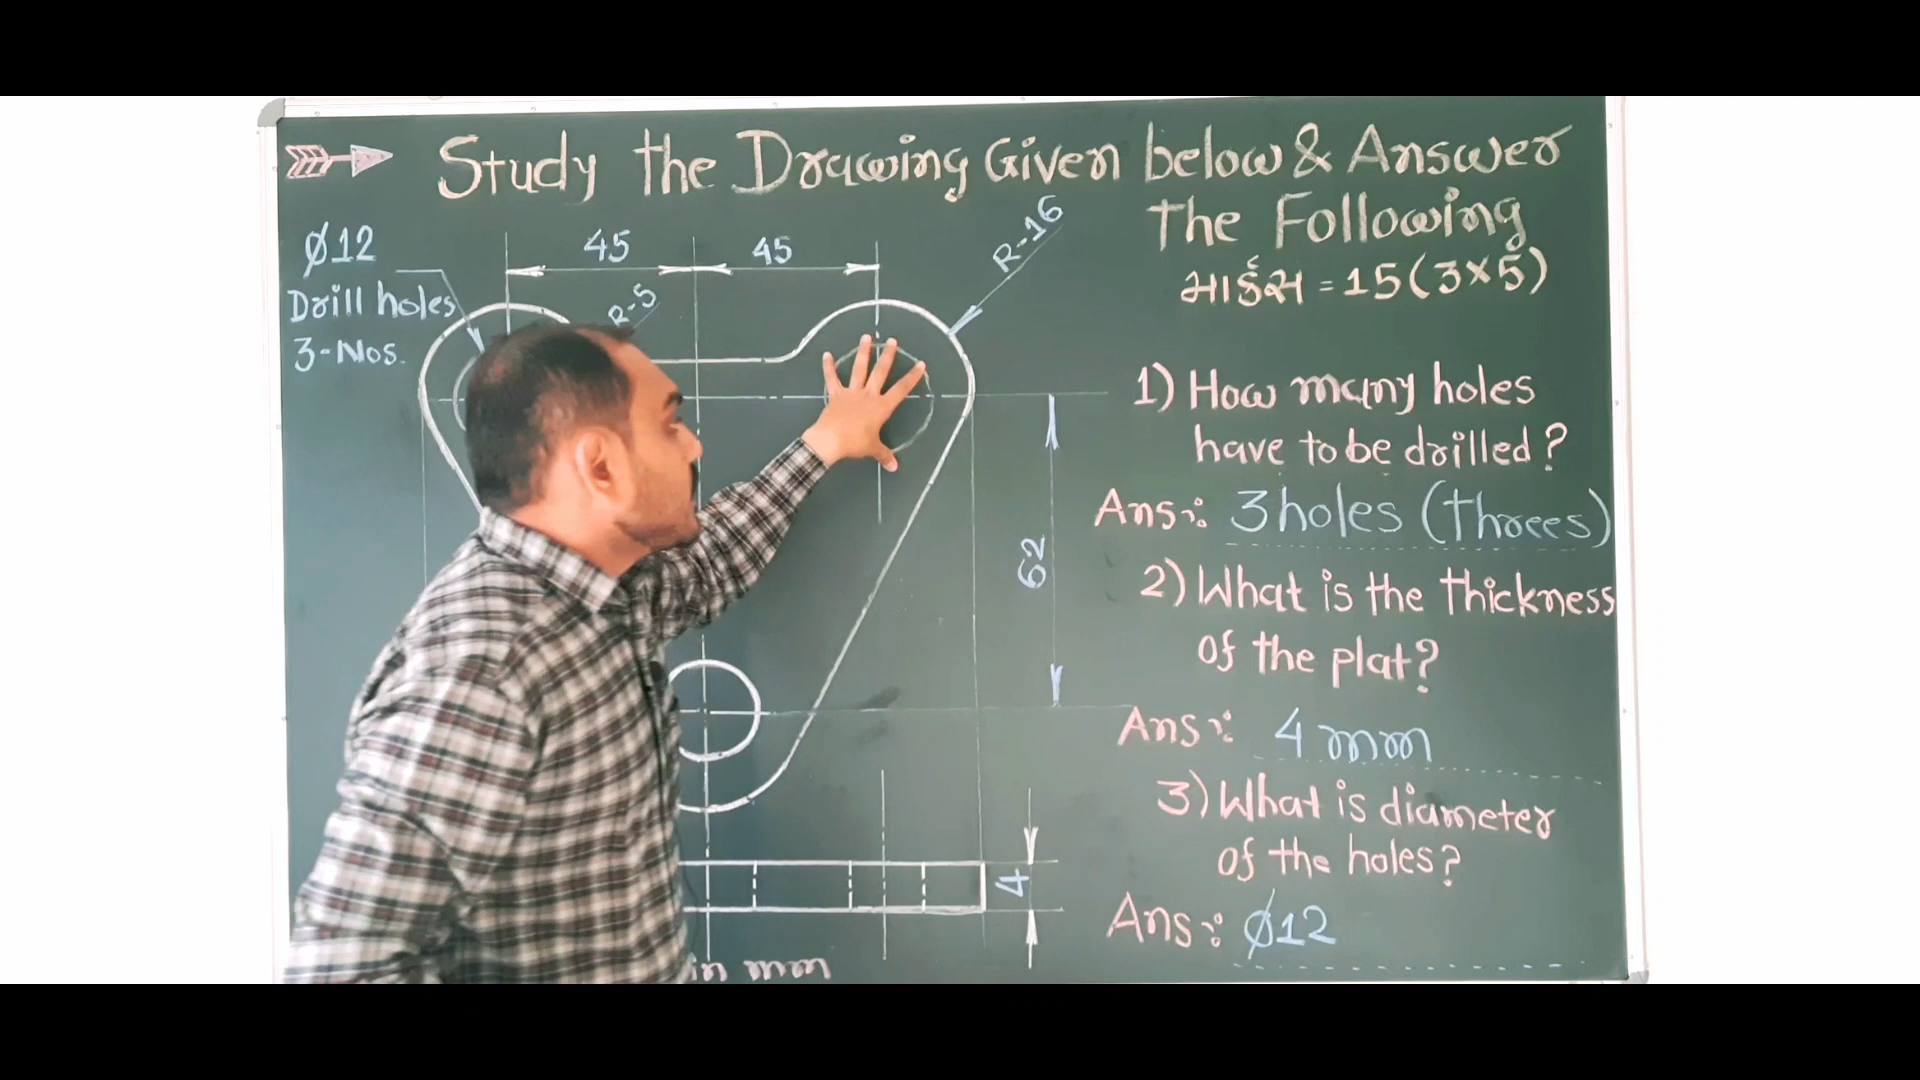 Study the Drawing Given below & Answer
The Following
માર્ક્સ = 15 (3×5)
Ø12
Drill holes
3-Nos.
45
45
R-5
R-16
62
4
in mm
1) How many holes
have to be drilled?
Ans:- 3 holes (Threes)
2) What is the thickness
of the plat?
Ans:- 4 mm
3) What is diameter
of the holes?
Ans:- Ø12